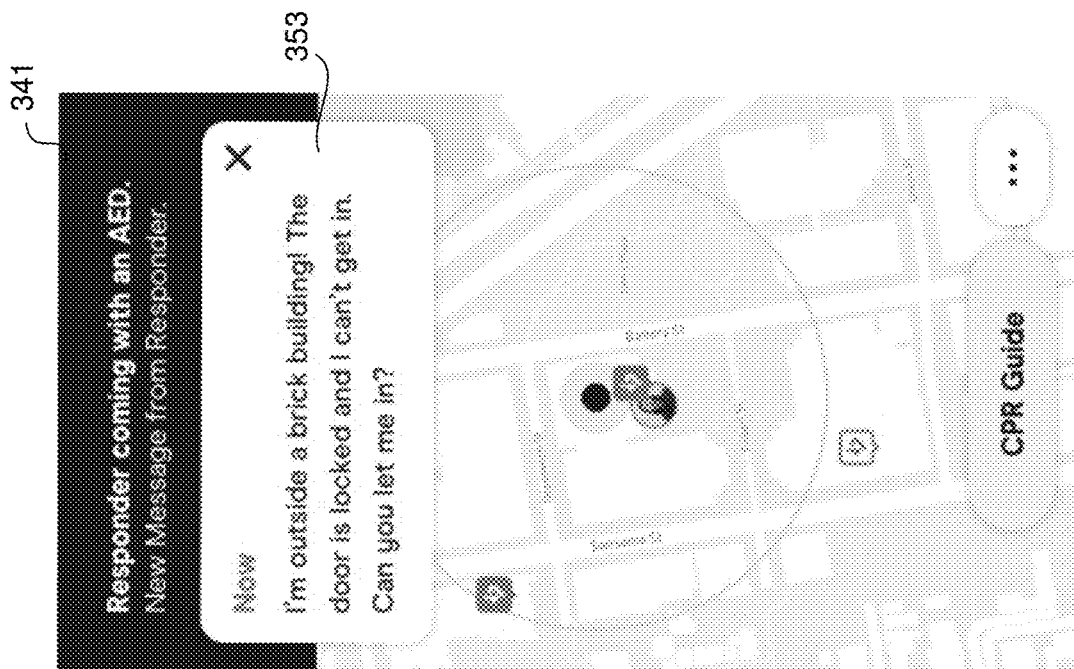 341
Responder coming with an AED.
New Message from Responder.
353
Now
I'm outside a brick building! The
door is locked and I can't get in.
Can you let me in?
CPR Guide
...